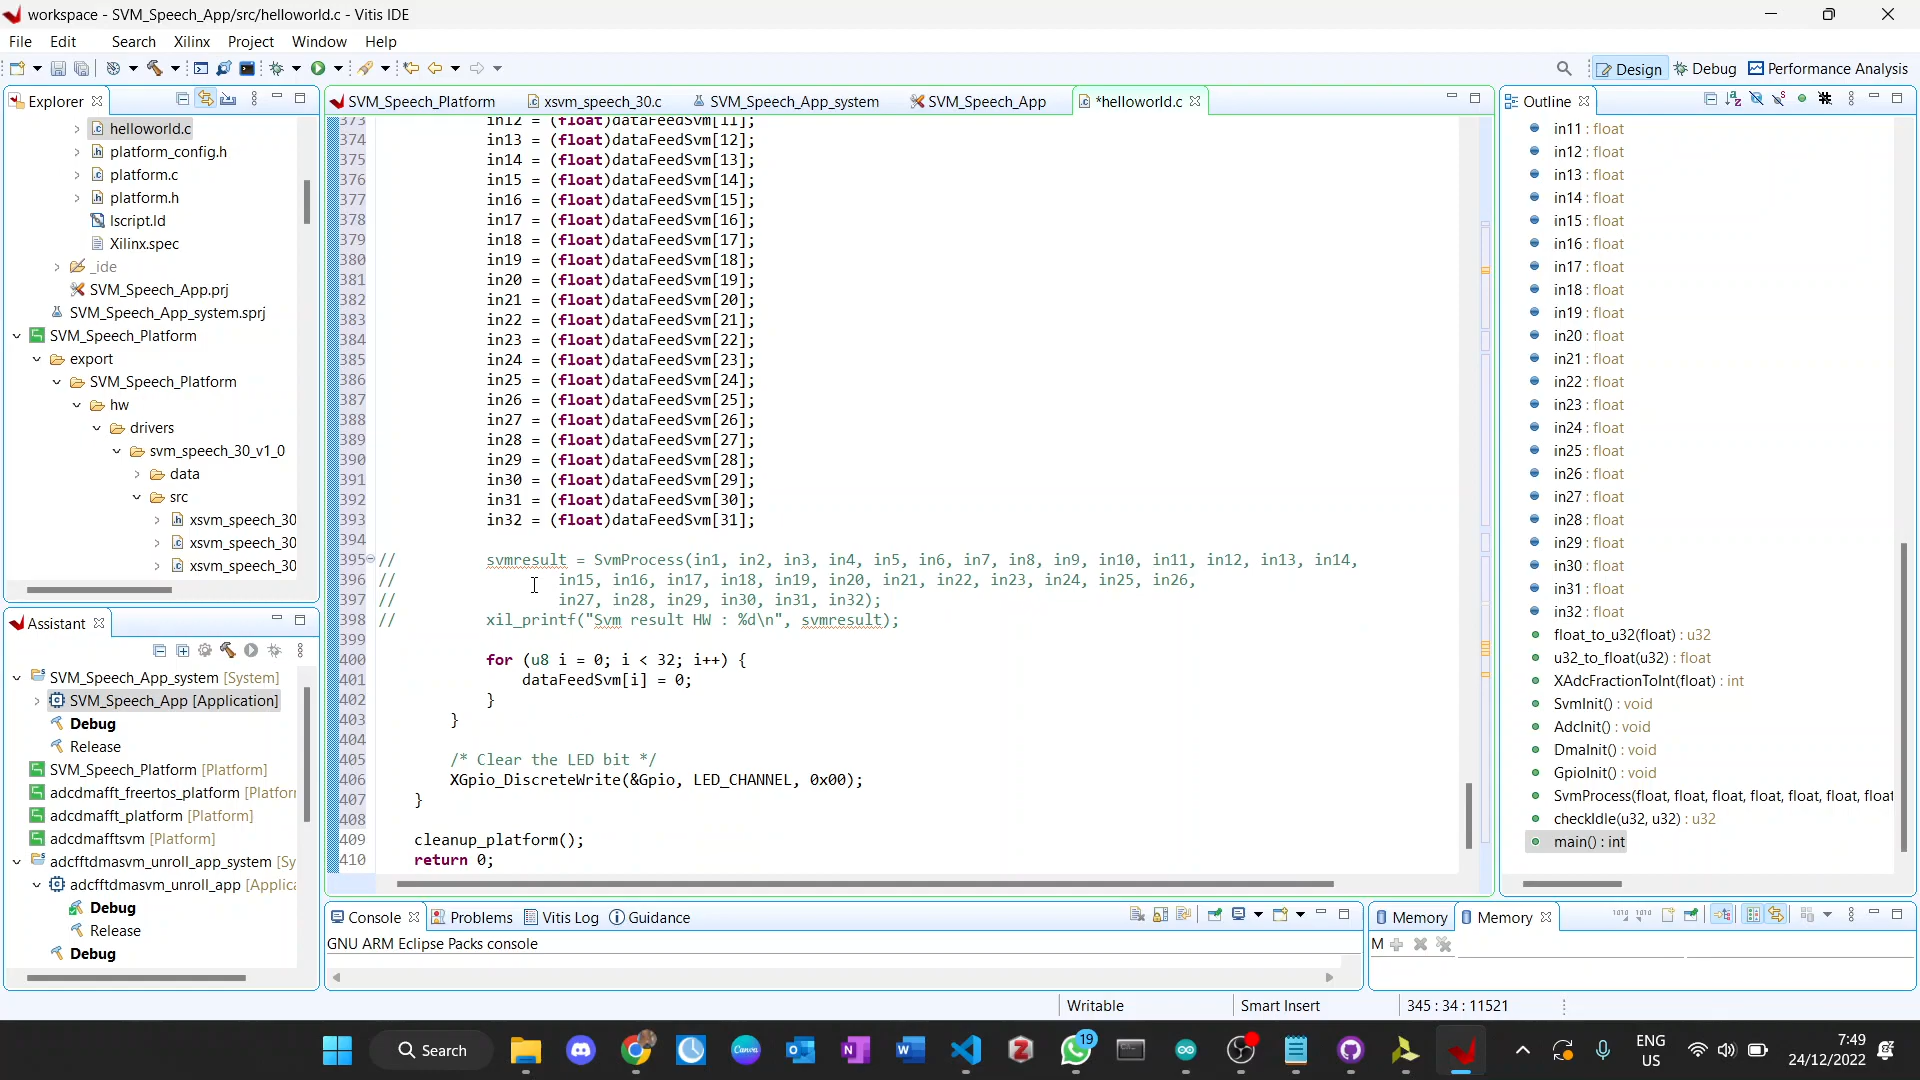 workspace - SVM_Speech_App/src/helloworld.c - Vitis IDE
File Edit Search Xilinx Project Window Help
Design Debug Performance Analysis
Explorer
helloworld.c
platform_config.h
platform.c
platform.h
lscript.ld
Xilinx.spec
_ide
SVM_Speech_App.prj
SVM_Speech_App_system.sprj
SVM_Speech_Platform
export
SVM_Speech_Platform
hw
drivers
svm_speech_30_v1_0
data
src
xsvm_speech_30
xsvm_speech_30
xsvm_speech_30
Assistant
SVM_Speech_App_system [System]
SVM_Speech_App [Application]
Debug
Release
SVM_Speech_Platform [Platform]
adcdmafft_freertos_platform [Platfor
adcdmafft_platform [Platform]
adcdmafftsvm [Platform]
adcfftdmasvm_unroll_app_system [Sy
adcfftdmasvm_unroll_app [Applica
Debug
Release
Debug
SVM_Speech_Platform xsvm_speech_30.c SVM_Speech_App_system SVM_Speech_App *helloworld.c
373 in12 = (float)dataFeedSvm[11];
374 in13 = (float)dataFeedSvm[12];
375 in14 = (float)dataFeedSvm[13];
376 in15 = (float)dataFeedSvm[14];
377 in16 = (float)dataFeedSvm[15];
378 in17 = (float)dataFeedSvm[16];
379 in18 = (float)dataFeedSvm[17];
380 in19 = (float)dataFeedSvm[18];
381 in20 = (float)dataFeedSvm[19];
382 in21 = (float)dataFeedSvm[20];
383 in22 = (float)dataFeedSvm[21];
384 in23 = (float)dataFeedSvm[22];
385 in24 = (float)dataFeedSvm[23];
386 in25 = (float)dataFeedSvm[24];
387 in26 = (float)dataFeedSvm[25];
388 in27 = (float)dataFeedSvm[26];
389 in28 = (float)dataFeedSvm[27];
390 in29 = (float)dataFeedSvm[28];
391 in30 = (float)dataFeedSvm[29];
392 in31 = (float)dataFeedSvm[30];
393 in32 = (float)dataFeedSvm[31];
394
395 // svmresult = SvmProcess(in1, in2, in3, in4, in5, in6, in7, in8, in9, in10, in11, in12, in13, in14,
396 // in15, in16, in17, in18, in19, in20, in21, in22, in23, in24, in25, in26,
397 // in27, in28, in29, in30, in31, in32);
398 // xil_printf("Svm result HW : %d\n", svmresult);
399
400 for (u8 i = 0; i < 32; i++) {
401 dataFeedSvm[i] = 0;
402 }
403 }
404
405 /* Clear the LED bit */
406 XGpio_DiscreteWrite(&Gpio, LED_CHANNEL, 0x00);
407 }
408
409 cleanup_platform();
410 return 0;
Outline
in11 : float
in12 : float
in13 : float
in14 : float
in15 : float
in16 : float
in17 : float
in18 : float
in19 : float
in20 : float
in21 : float
in22 : float
in23 : float
in24 : float
in25 : float
in26 : float
in27 : float
in28 : float
in29 : float
in30 : float
in31 : float
in32 : float
float_to_u32(float) : u32
u32_to_float(u32) : float
XAdcFractionToInt(float) : int
SvmInit() : void
AdcInit() : void
DmaInit() : void
GpioInit() : void
SvmProcess(float, float, float, float, float, float, float
checkIdle(u32, u32) : u32
main() : int
Console Problems Vitis Log Guidance
GNU ARM Eclipse Packs console
Memory Memory
M
Writable Smart Insert 345 : 34 : 11521
Search
Canva
19
ENG
US
7:49
24/12/2022